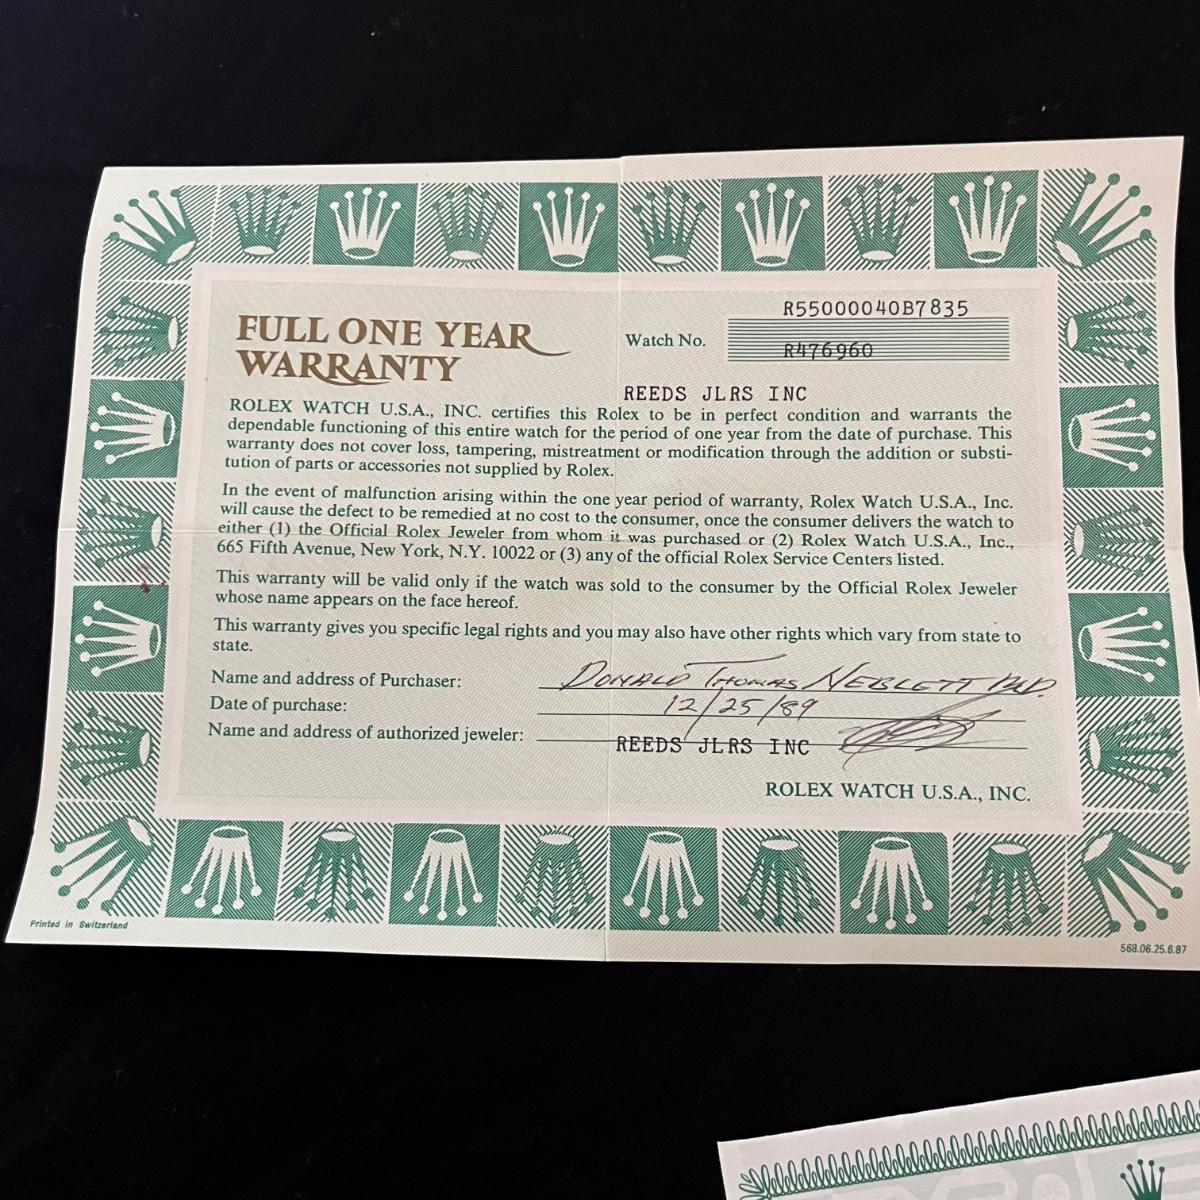 R55000040B7835
FULL ONE YEAR
WARRANTY
Watch No.
R476960
REEDS JLRS INC
ROLEX WATCH U.S.A., INC. certifies this Rolex to be in perfect condition and warrants the
dependable functioning of this entire watch for the period of one year from the date of purchase. This
warranty does not cover loss, tampering, mistreatment or modification through the addition or substi-
tution of parts or accessories not supplied by Rolex.
In the event of malfunction arising within the one year period of warranty, Rolex Watch U.S.A., Inc.
will cause the defect to be remedied at no cost to the consumer, once the consumer delivers the watch to
either (1) the Official Rolex Jeweler from whom it was purchased or (2) Rolex Watch U.S.A., Inc.,
665 Fifth Avenue, New York, N.Y. 10022 or (3) any of the official Rolex Service Centers listed.
This warranty will be valid only if the watch was sold to the consumer by the Official Rolex Jeweler
whose name appears on the face hereof.
This warranty gives you specific legal rights and you may also have other rights which vary from state to
state.
Name and address of Purchaser: DONALD THOMAS NEBLETT
Date of purchase: 12/25/89
Name and address of authorized jeweler: REEDS JLRS INC
ROLEX WATCH U.S.A., INC.
Printed in Switzerland
568.06.25.6.87